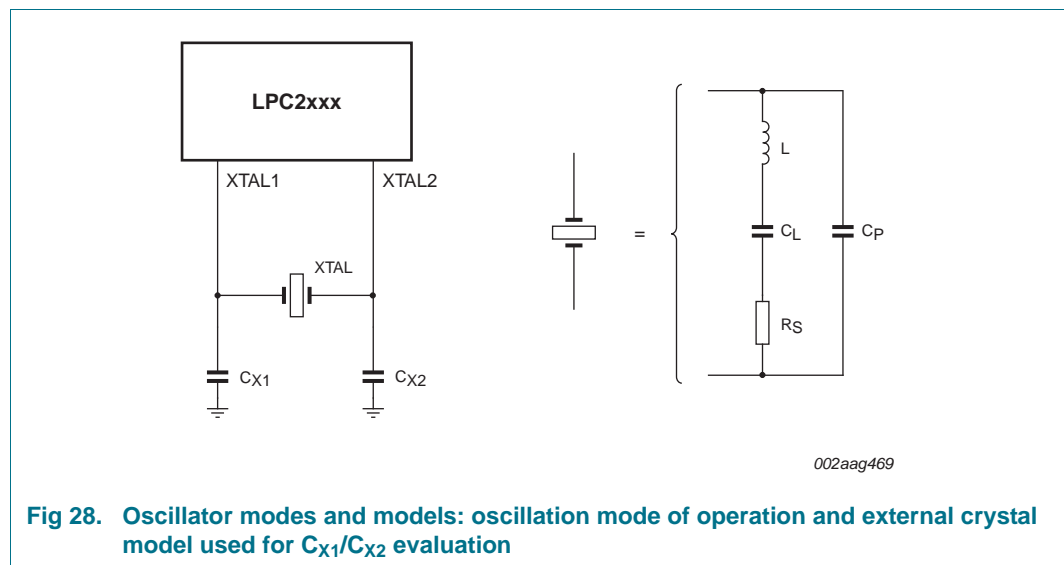 LPC2xxx
XTAL1
XTAL2
XTAL
CX1
CX2
=
L
CL
CP
RS
002aag469
Fig 28. Oscillator modes and models: oscillation mode of operation and external crystal
model used for CX1/CX2 evaluation